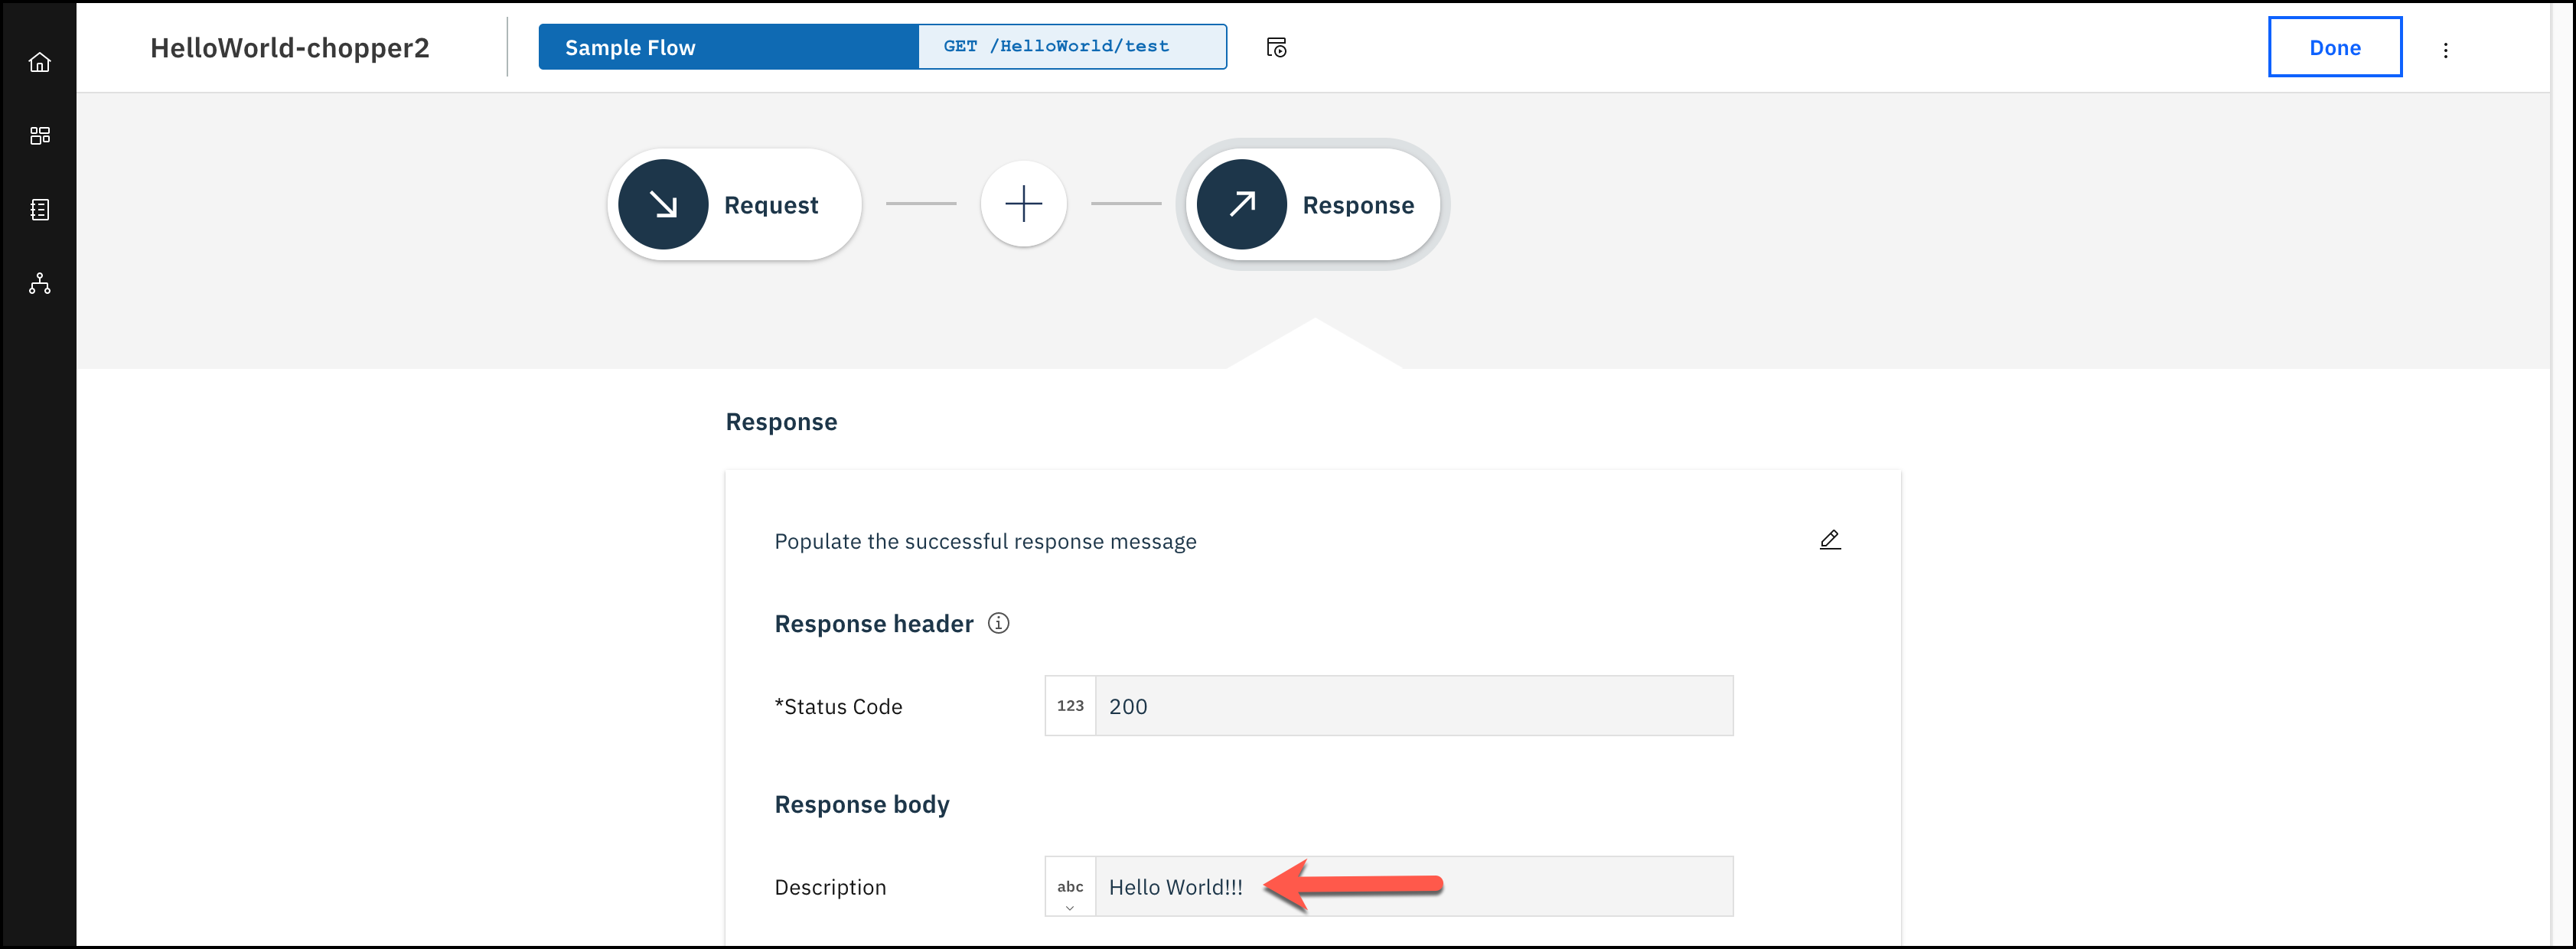 HelloWorld-chopper2
Sample Flow
GET /HelloWorld/test
Done
Request
Response
Response
Populate the successful response message
Response header
*Status Code
123
200
Response body
Description
abc
Hello World!!!